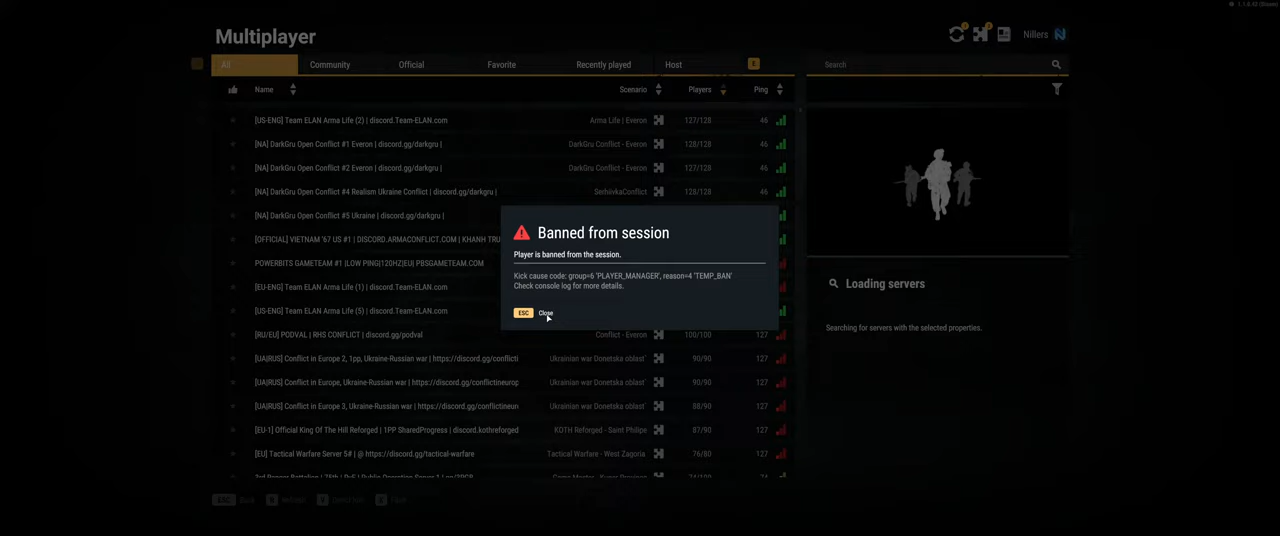 1.1.0.42
Multiplayer
1
2
Nillers
All Community Official Favorite Recently played Host E
Search
Name Scenario Players Ping
[US-ENG] Team ELAN Arma Life (2) | discord.Team-ELAN.com Arma Life | Everon 127/128 46
[NA] DarkGru Open Conflict #1 Everon | discord.gg/darkgru | DarkGru Conflict - Everon 128/128 46
[NA] DarkGru Open Conflict #2 Everon | discord.gg/darkgru | DarkGru Conflict - Everon 127/128 46
[NA] DarkGru Open Conflict #4 Realism Ukraine Conflict | discord.gg/darkgru | SerhiivkaConflict 128/128 46
[NA] DarkGru Open Conflict #5 Ukraine | discord.gg/darkgru |
[OFFICIAL] VIETNAM '67 US #1 | DISCORD.ARMACONFLICT.COM | KHANH TRU
POWERBITS GAMETEAM #1 |LOW PING|120HZ|EU| PBSGAMETEAM.COM
[EU-ENG] Team ELAN Arma Life (1) | discord.Team-ELAN.com
[US-ENG] Team ELAN Arma Life (5) | discord.Team-ELAN.com
[RU/EU] PODVAL | RHS CONFLICT | discord.gg/podval Conflict - Everon 100/100 127
[UA|RUS] Conflict in Europe 2, 1pp, Ukraine-Russian war | https://discord.gg/conflicti Ukrainian war Donetska oblast' 90/90 127
[UA|RUS] Conflict in Europe, Ukraine-Russian war | https://discord.gg/conflictineurop Ukrainian war Donetska oblast' 90/90 127
[UA|RUS] Conflict in Europe 3, Ukraine-Russian war | https://discord.gg/conflictineurop Ukrainian war Donetska oblast' 88/90 127
[EU-1] Official King Of The Hill Reforged | 1PP SharedProgress | discord.kothreforged KOTH Reforged - Saint Philipe 87/90 127
[EU] Tactical Warfare Server 5# | @ https://discord.gg/tactical-warfare Tactical Warfare - West Zagoria 76/80 127
Banned from session
Player is banned from the session.
Kick cause code: group=6 'PLAYER_MANAGER', reason=4 'TEMP_BAN'
Check console log for more details.
ESC Close
Loading servers
Searching for servers with the selected properties.
ESC Back